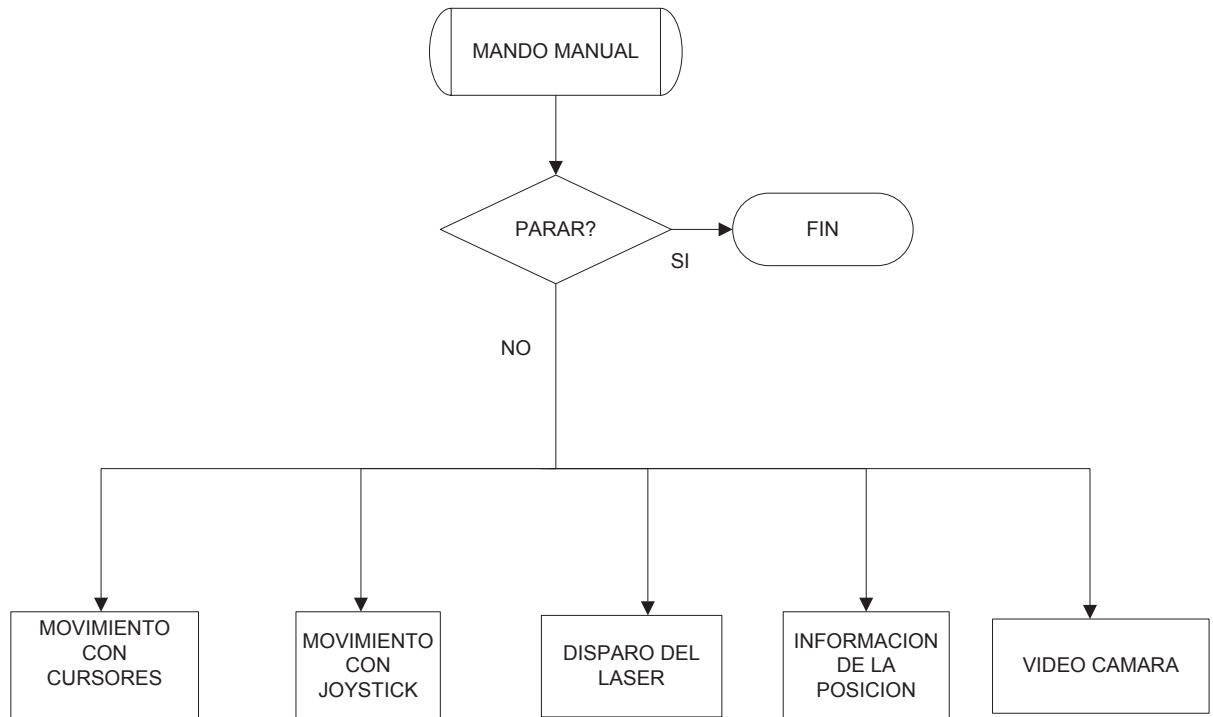 MANDO MANUAL
PARAR?
FIN
SI
NO
MOVIMIENTO
CON
CURSORES
MOVIMIENTO
CON
JOYSTICK
DISPARO DEL
LASER
INFORMACION
DE LA
POSICION
VIDEO CAMARA